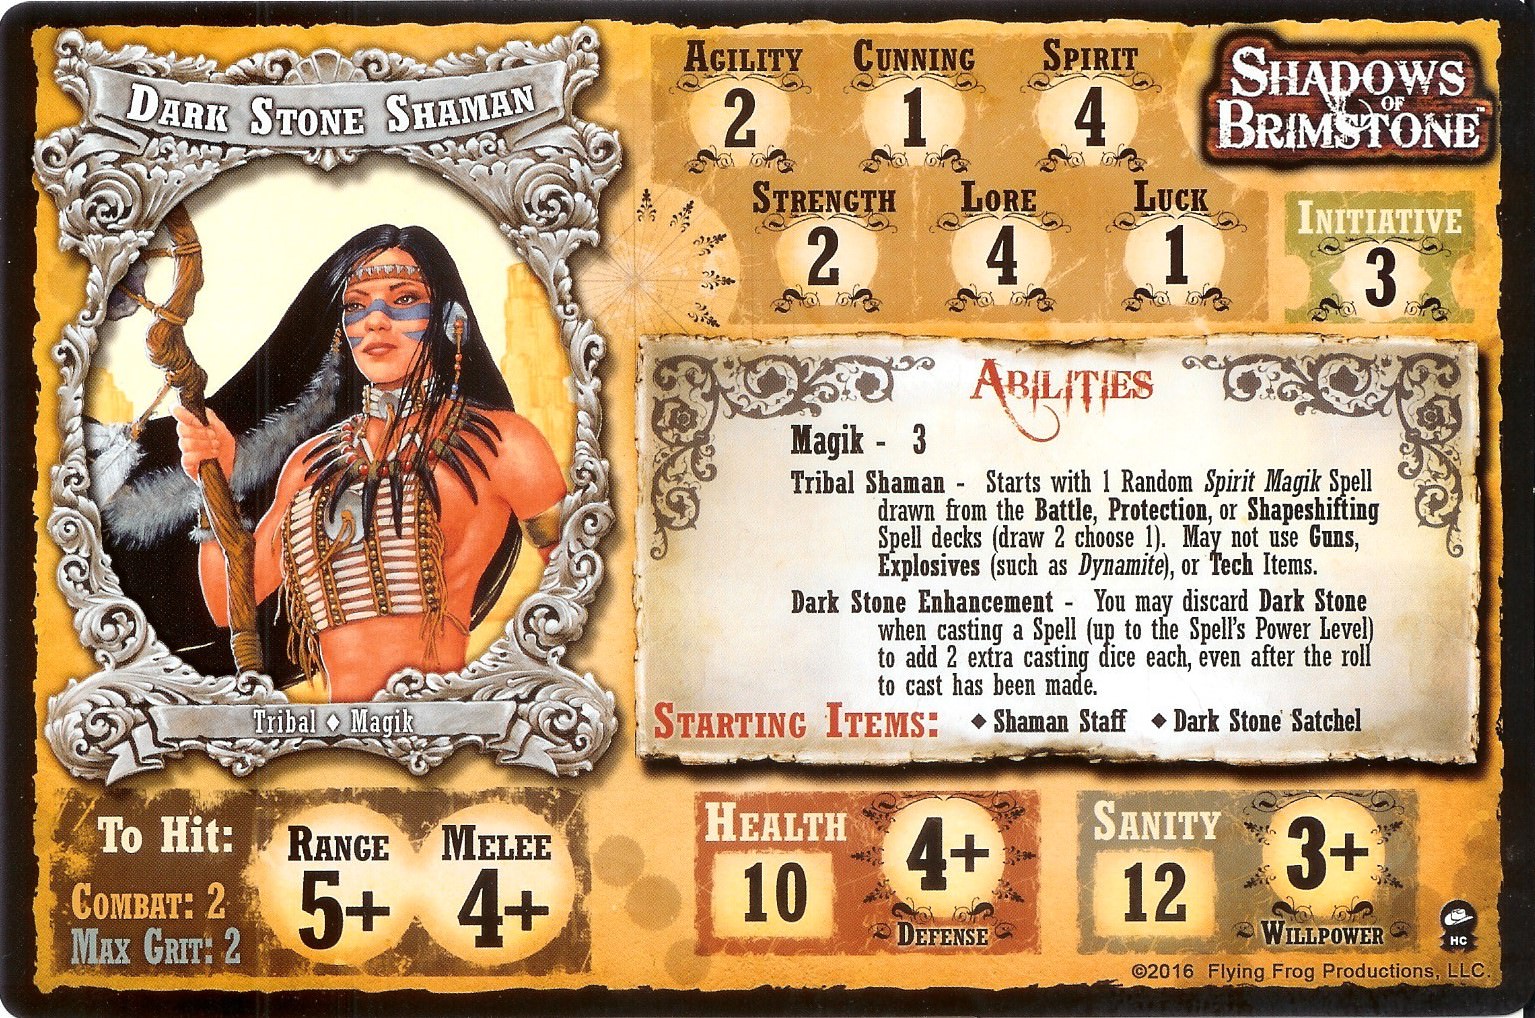 Dark Stone Shaman
Tribal ♦ Magik
Agility
2
Cunning
1
Spirit
4
Shadows
of
Brimstone™
Strength
2
Lore
4
Luck
1
Initiative
3
Abilities
Magik - 3
Tribal Shaman - Starts with 1 Random Spirit Magik Spell
drawn from the Battle, Protection, or Shapeshifting
Spell decks (draw 2 choose 1). May not use Guns,
Explosives (such as Dynamite), or Tech Items.
Dark Stone Enhancement - You may discard Dark Stone
when casting a Spell (up to the Spell's Power Level)
to add 2 extra casting dice each, even after the roll
to cast has been made.
Starting Items: ♦ Shaman Staff ♦ Dark Stone Satchel
To Hit:
Range
5+
Melee
4+
Combat: 2
Max Grit: 2
Health
10
4+
Defense
Sanity
12
3+
Willpower
HC
©2016 Flying Frog Productions, LLC.